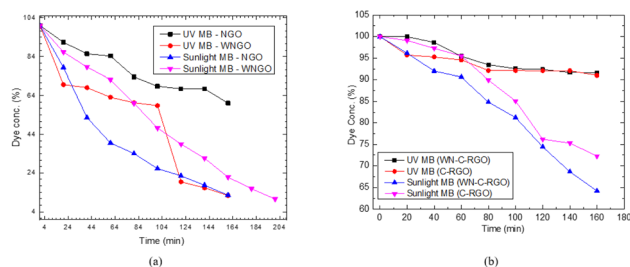 104
84
64
44
24
4
Dye Conc. (%)
UV MB - NGO
UV MB - WNGO
Sunlight MB - NGO
Sunlight MB - WNGO
4 24 44 64 84 104 124 144 164 184 204
Time (min)
(a)
100
95
90
85
80
75
70
65
60
Dye Conc. (%)
UV MB (WN-C-RGO)
UV MB (C-RGO)
Sunlight MB (WN-C-RGO)
Sunlight MB (C-RGO)
0 20 40 60 80 100 120 140 160
Time (min)
(b)